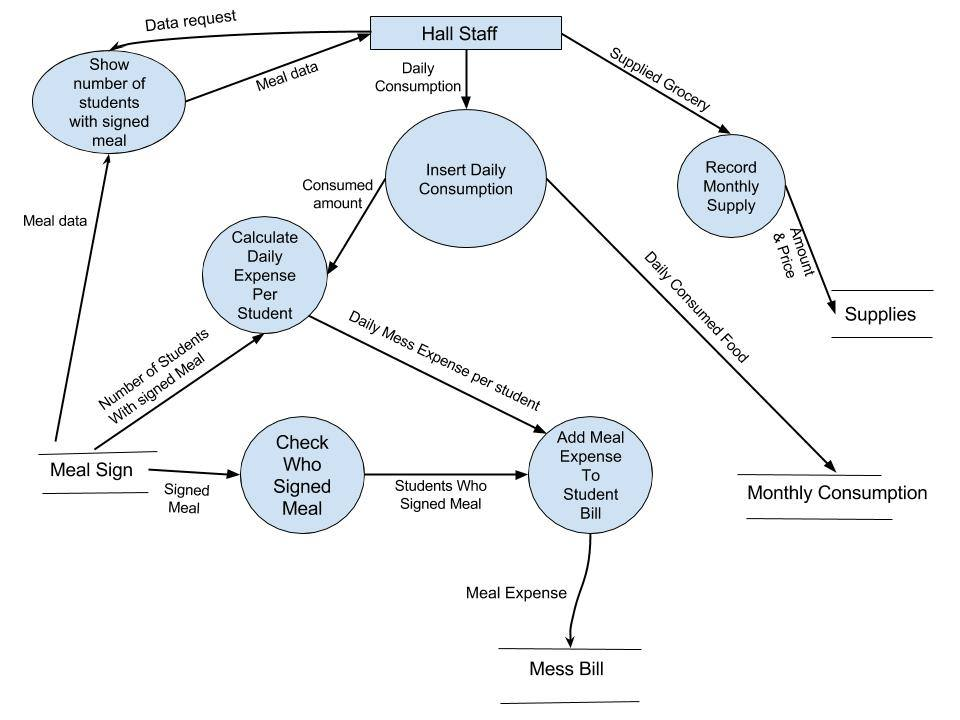 Data request
Hall Staff
Show
number of
students
with signed
meal
Meal data
Daily
Consumption
Supplied Grocery
Insert Daily
Consumption
Record
Monthly
Supply
Meal data
Consumed
amount
Calculate
Daily
Expense
Per
Student
Amount
& Price
Supplies
Daily Consumed Food
Number of Students
With signed Meal
Daily Mess Expense per student
Meal Sign
Signed
Meal
Check
Who
Signed
Meal
Students Who
Signed Meal
Add Meal
Expense
To
Student
Bill
Monthly Consumption
Meal Expense
Mess Bill